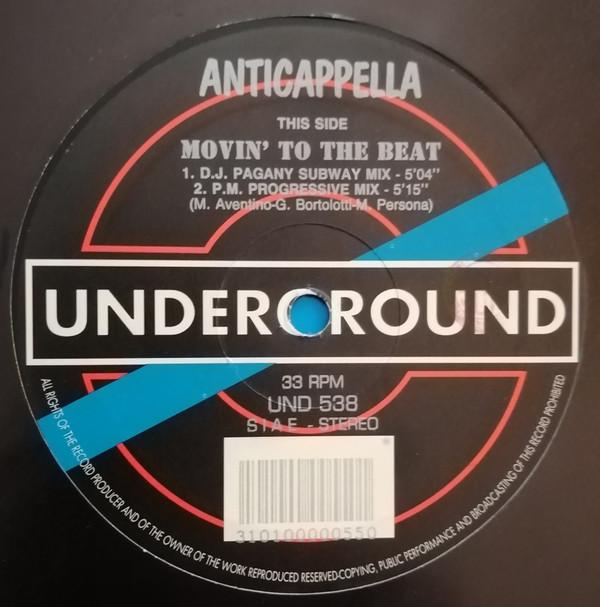 ANTICAPPELLA
THIS SIDE
MOVIN' TO THE BEAT
1. D.J. PAGANY SUBWAY MIX - 5'04"
2. P.M. PROGRESSIVE MIX - 5'15"
(M. Aventino-G. Bortolotti-M. Persona)
UNDERGROUND
33 RPM
UND 538
S I A E - STEREO
310100000550
ALL RIGHTS OF THE RECORD PRODUCER AND OF THE OWNER OF THE WORK REPRODUCED RESERVED-COPYING, PUBLIC PERFORMANCE AND BROADCASTING OF THIS RECORD PROHIBITED